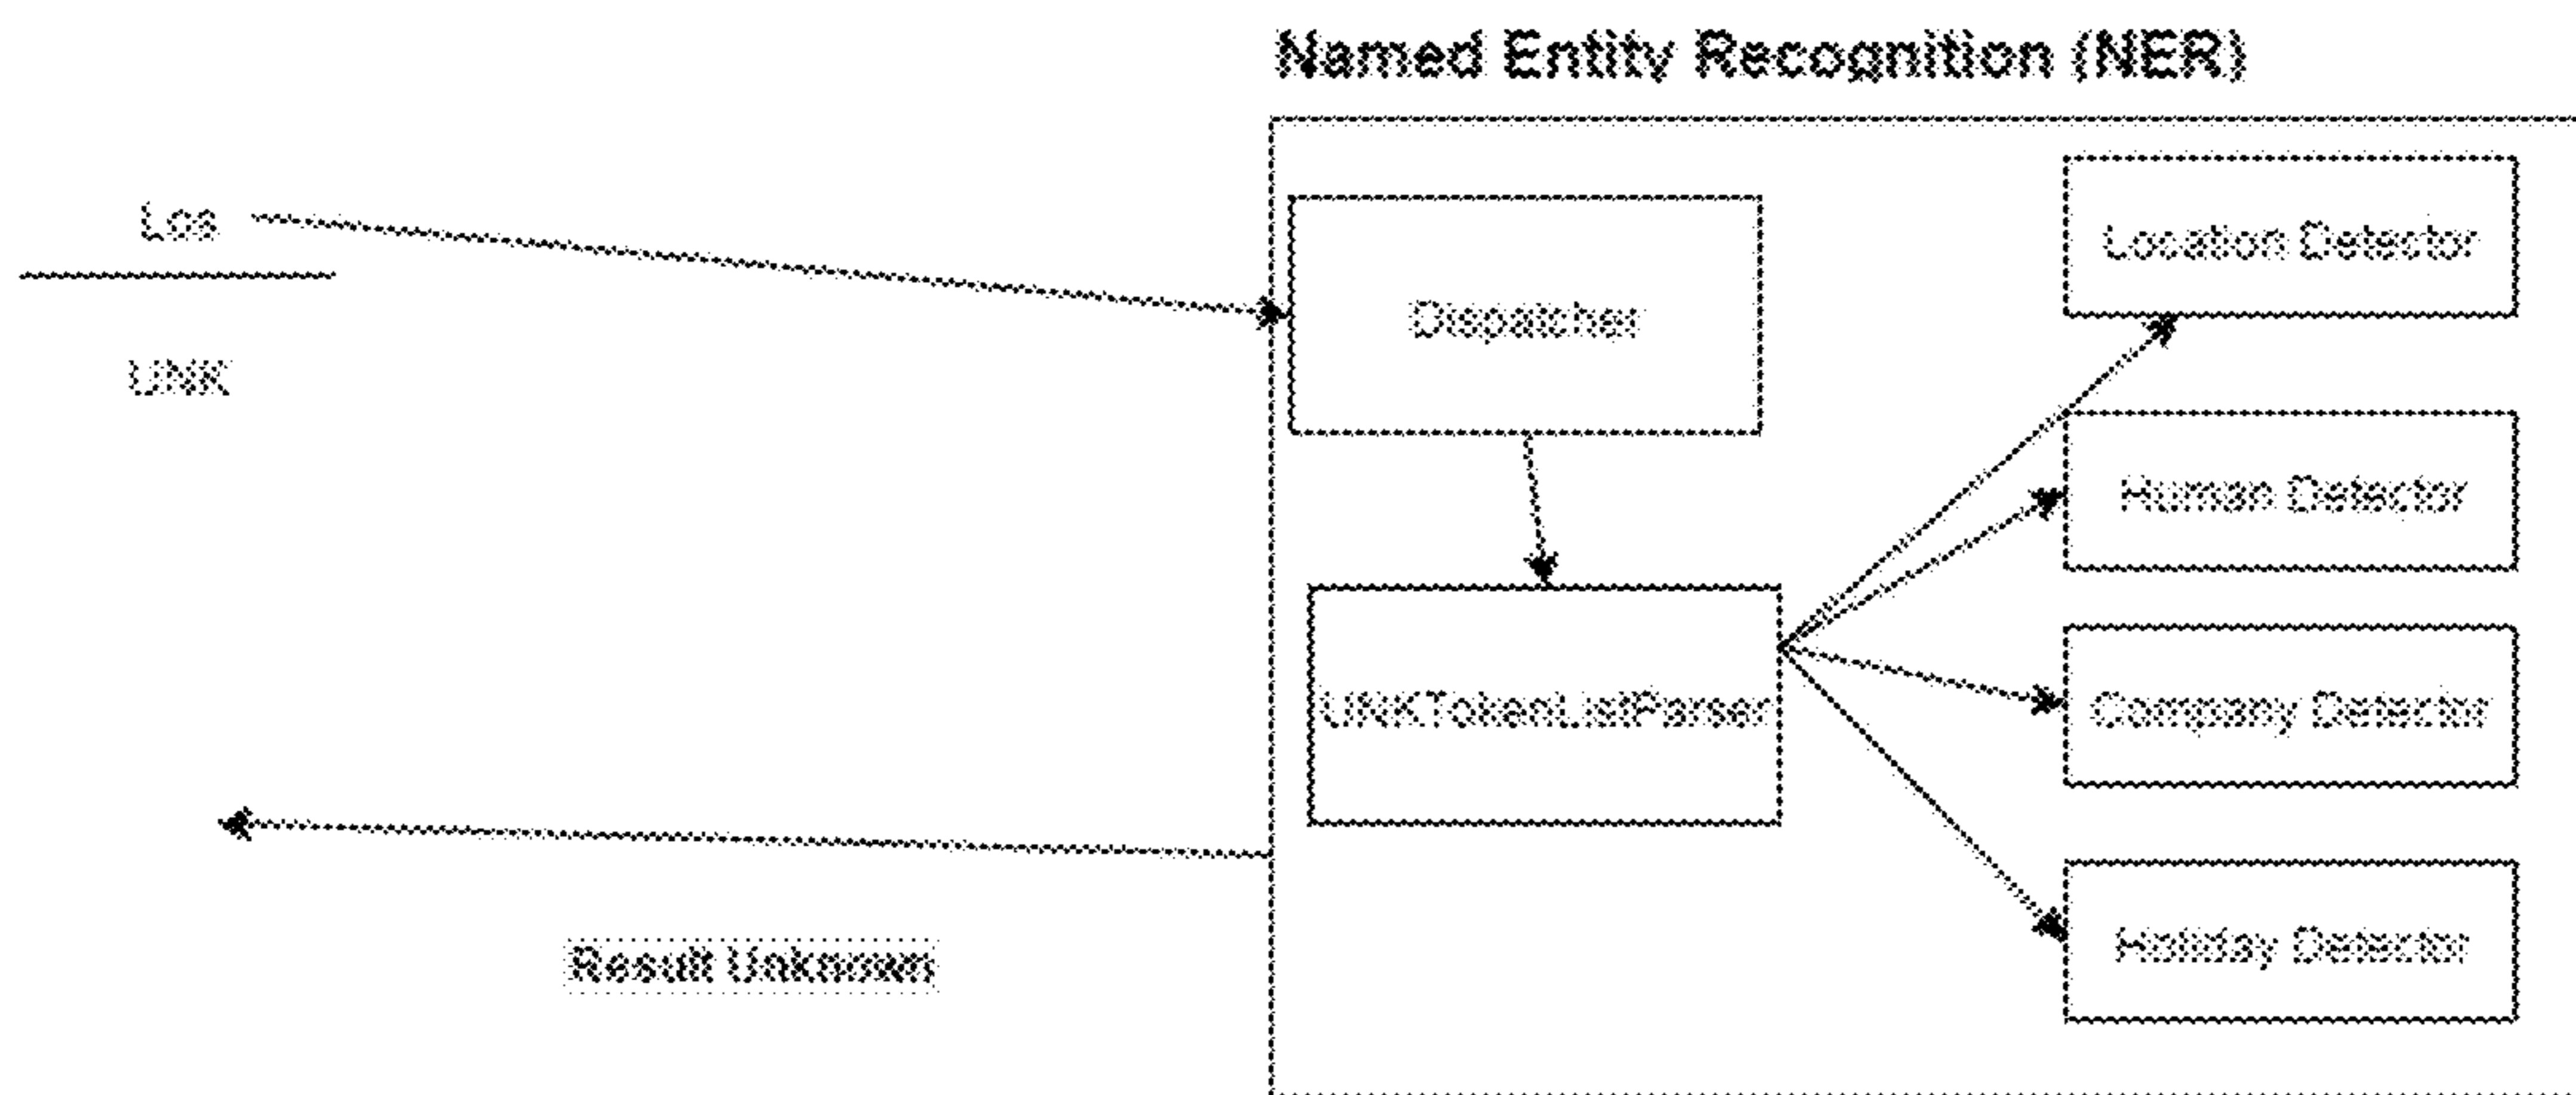 Named Entity Recognition (NER)
Los
UNK
Dispatcher
UNKTokenListParser
Location Detector
Human Detector
Company Detector
Holiday Detector
Result Unknown